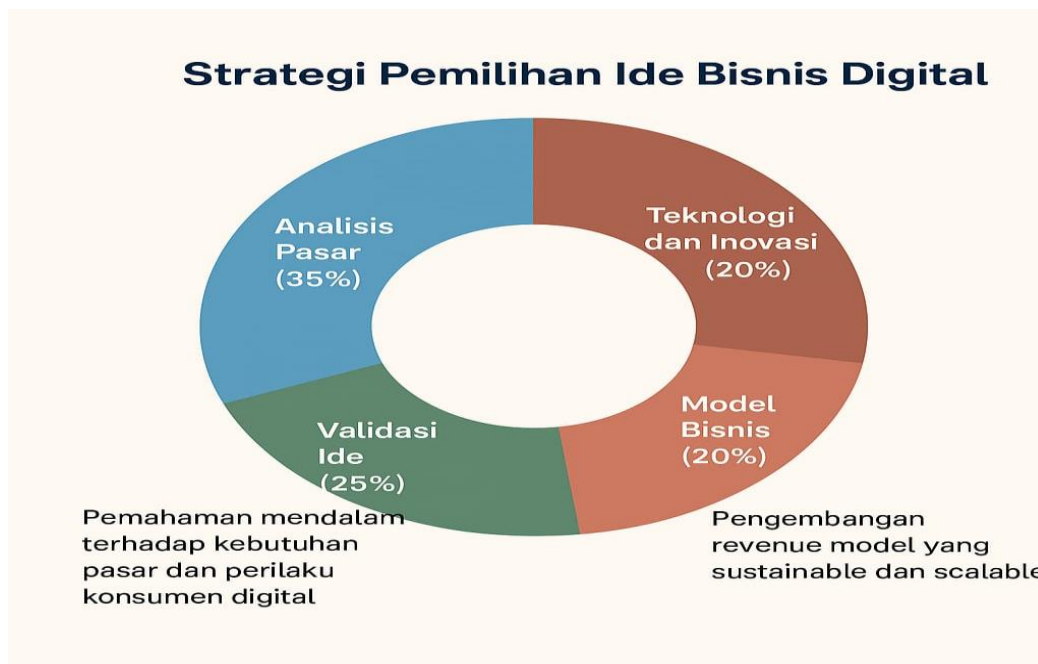 Strategi Pemilihan Ide Bisnis Digital
Analisis
Pasar
(35%)
Teknologi
dan Inovasi
(20%)
Validasi
Ide
(25%)
Model
Bisnis
(20%)
Pemahaman mendalam
terhadap kebutuhan
pasar dan perilaku
konsumen digital
Pengembangan
revenue model yang
sustainable dan scalable